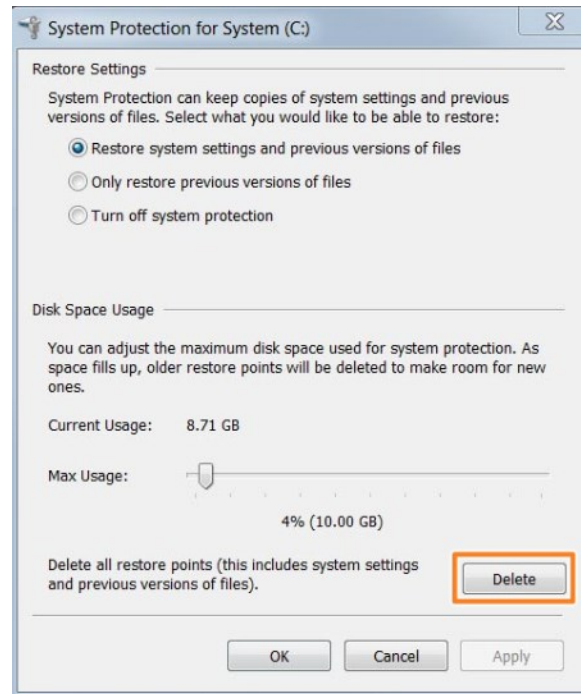 System Protection for System (C:)
Restore Settings
System Protection can keep copies of system settings and previous
versions of files. Select what you would like to be able to restore:
Restore system settings and previous versions of files
Only restore previous versions of files
Turn off system protection
Disk Space Usage
You can adjust the maximum disk space used for system protection. As
space fills up, older restore points will be deleted to make room for new
ones.
Current Usage: 8.71 GB
Max Usage:
4% (10.00 GB)
Delete all restore points (this includes system settings
and previous versions of files).
Delete
OK Cancel Apply